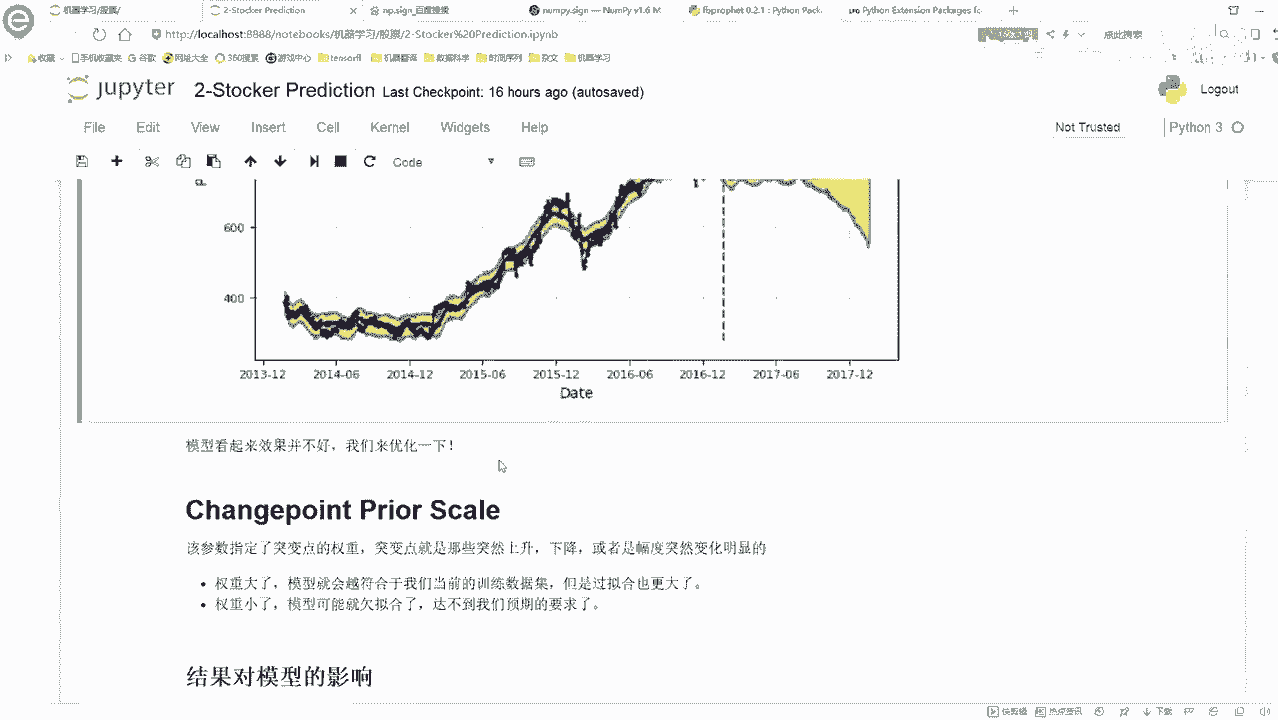 机器学习/股票/
2-Stocker Prediction
np.sign_百度搜索
numpy.sign — NumPy v1.6 M
fbprophet 0.2.1 : Python Pack
Python Extension Packages fo
http://localhost:8888/notebooks/机器学习/股票/2-Stocker%20Prediction.ipynb
点此搜索
收藏 手机收藏夹 谷歌 网址大全 360搜索 游戏中心 tensorfl 机器翻译 数据科学 时间序列 杂文 机器学习
jupyter 2-Stocker Prediction Last Checkpoint: 16 hours ago (autosaved)
Logout
File Edit View Insert Cell Kernel Widgets Help
Not Trusted
Python 3
Code
600
400
2013-12 2014-06 2014-12 2015-06 2015-12 2016-06 2016-12 2017-06 2017-12
Date
模型看起来效果并不好，我们来优化一下！
Changepoint Prior Scale
该参数指定了突变点的权重，突变点就是那些突然上升，下降，或者是幅度突然变化明显的
• 权重大了，模型就会越符合于我们当前的训练数据集，但是过拟合也更大了。
• 权重小了，模型可能就欠拟合了，达不到我们预期的要求了。
结果对模型的影响
快剪辑 热点资讯 下载